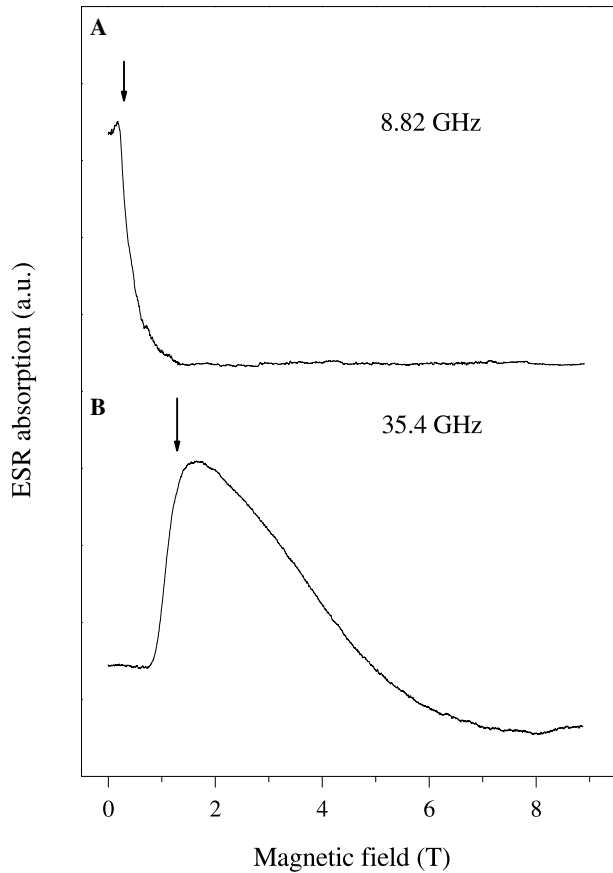 A
8.82 GHz
B
35.4 GHz
ESR absorption (a.u.)
0 2 4 6 8
Magnetic field (T)